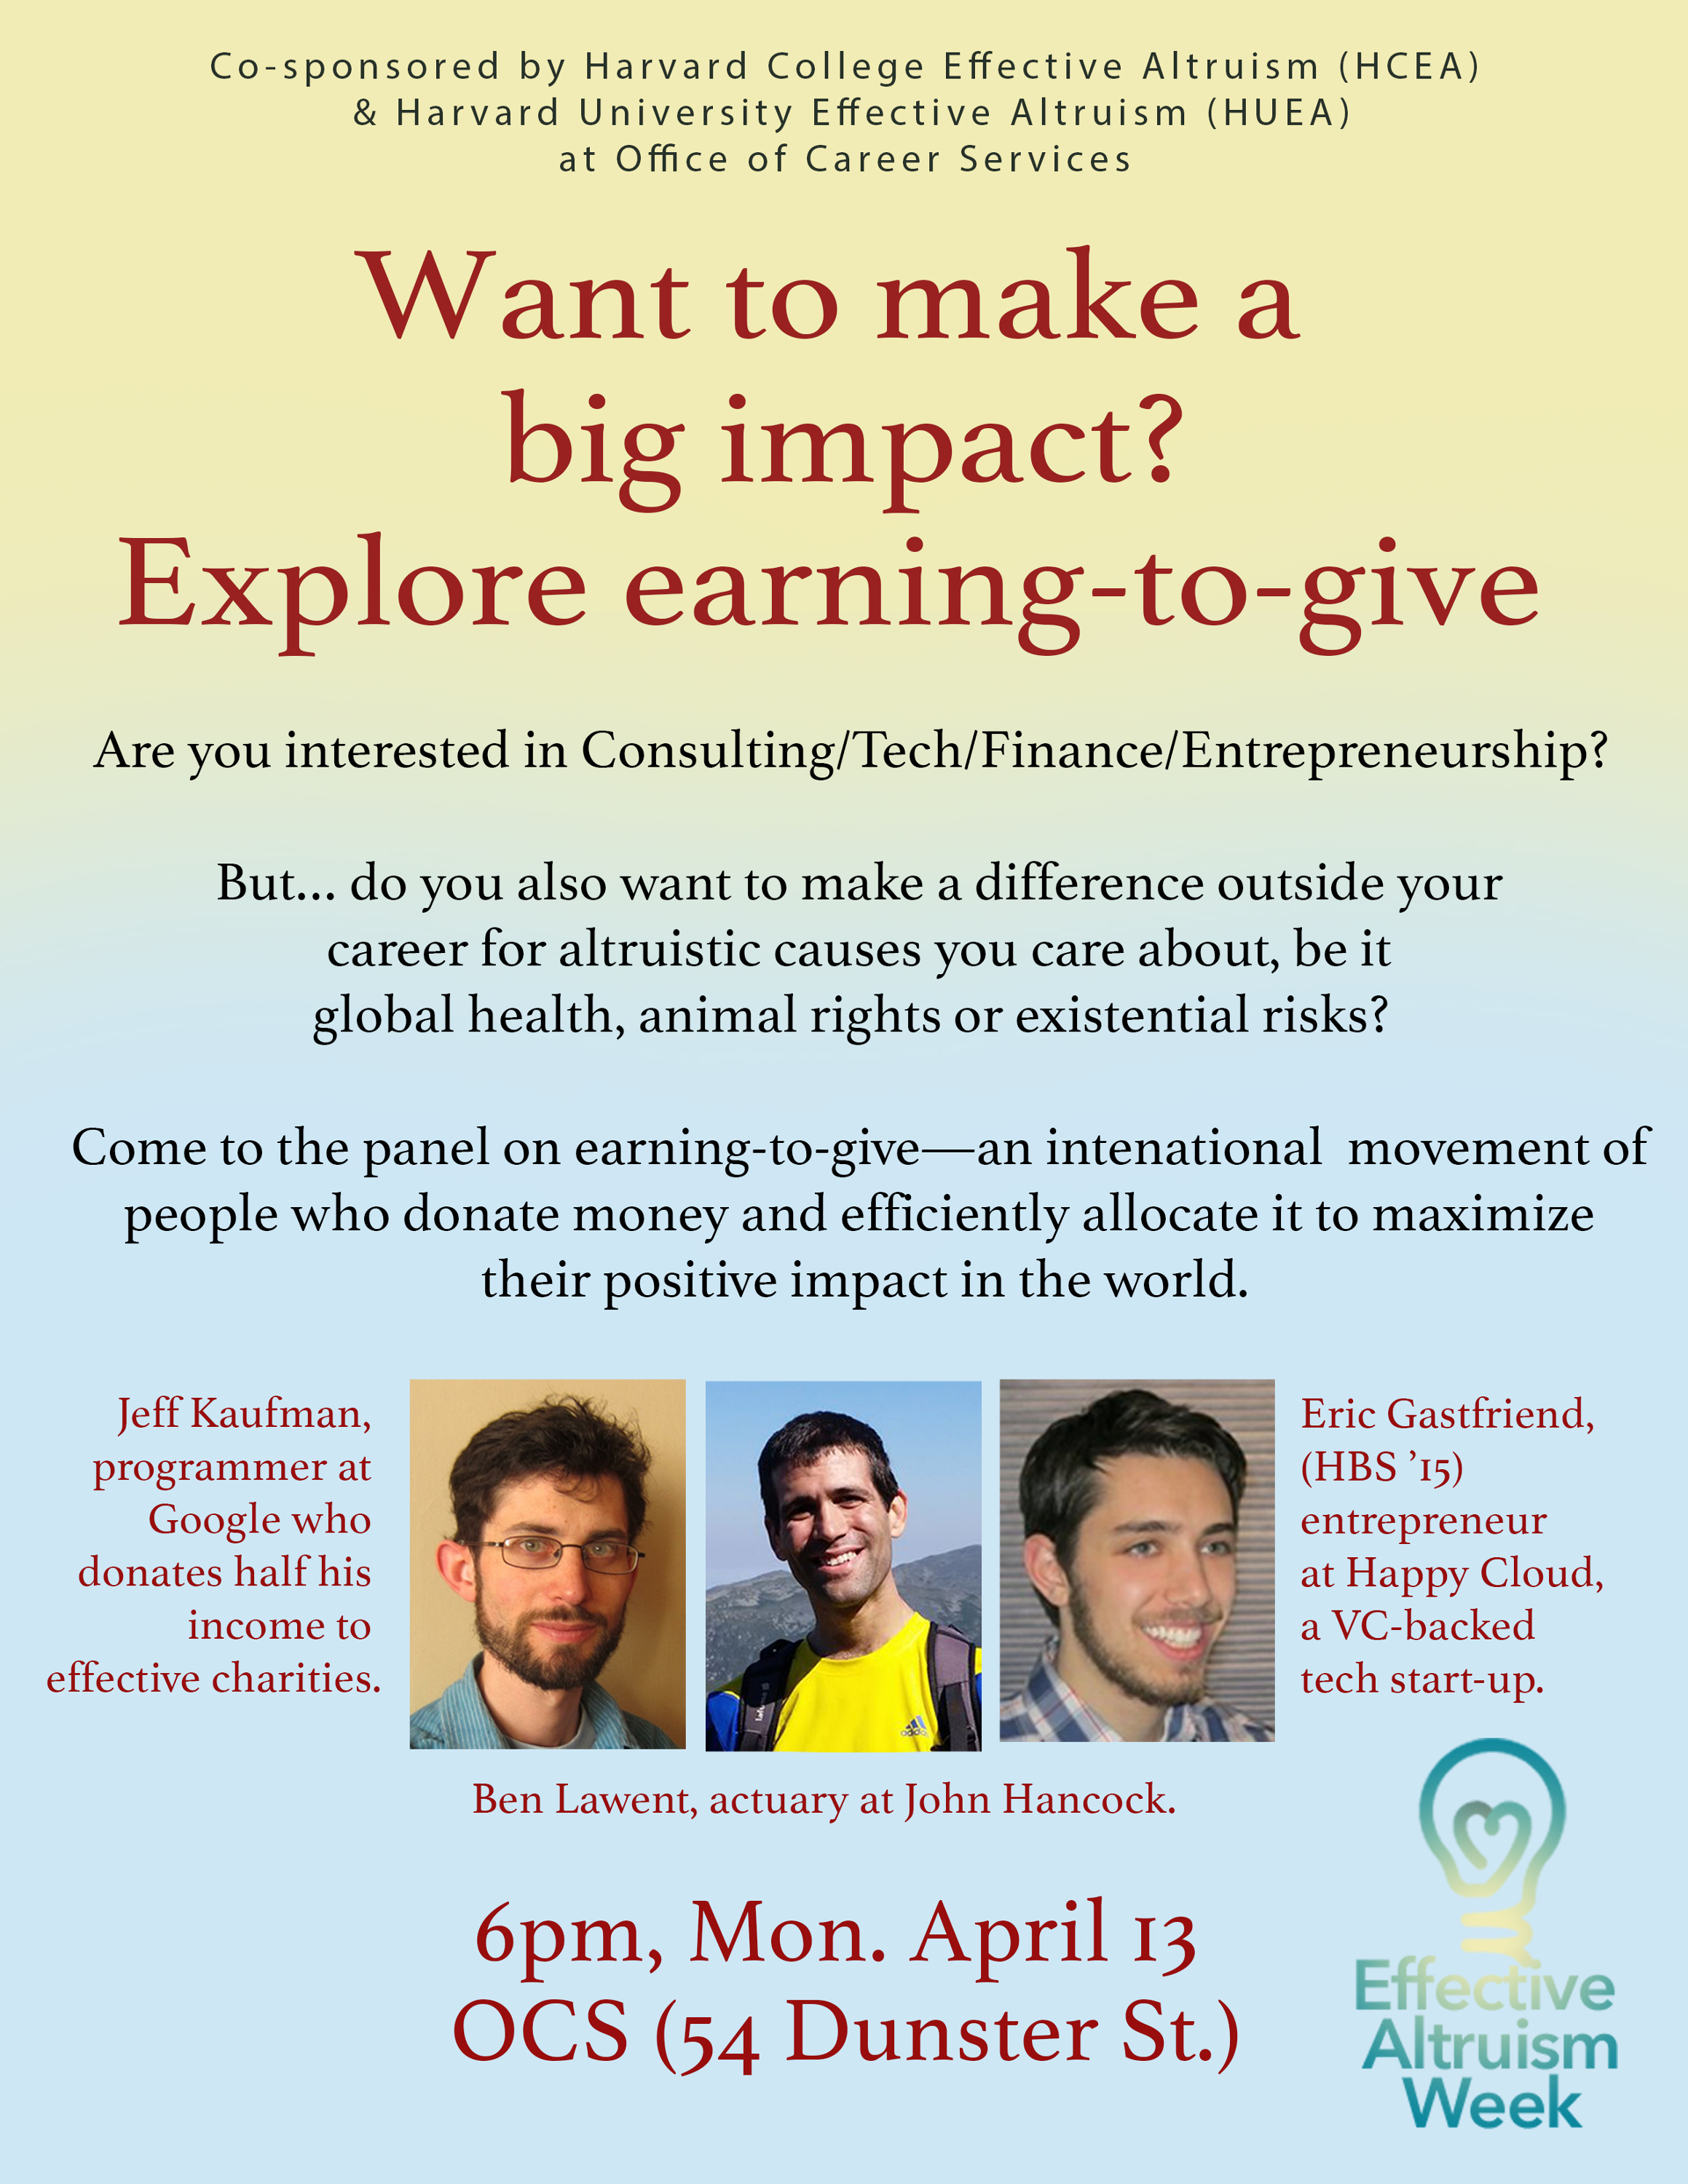 Co-sponsored by Harvard College Effective Altruism (HCEA)
& Harvard University Effective Altruism (HUEA)
at Office of Career Services
Want to make a
big impact?
Explore earning-to-give
Are you interested in Consulting/Tech/Finance/Entrepreneurship?
But... do you also want to make a difference outside your
career for altruistic causes you care about, be it
global health, animal rights or existential risks?
Come to the panel on earning-to-give—an intenational  movement of
people who donate money and efficiently allocate it to maximize
their positive impact in the world.
Jeff Kaufman,
programmer at
Google who
donates half his
income to
effective charities.
adidas
Eric Gastfriend,
(HBS ’15)
entrepreneur
at Happy Cloud,
a VC-backed
tech start-up.
Ben Lawent, actuary at John Hancock.
6pm, Mon. April 13
OCS (54 Dunster St.)
Effective
Altruism
Week